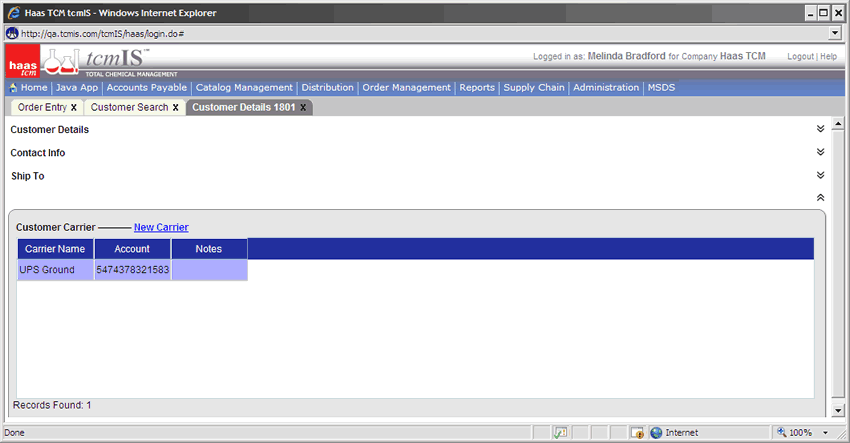 Haas TCM tcmIS - Windows Internet Explorer
http://qa.tcmis.com/tcmIS/haas/login.do#
haas tcm
tcmIS™
TOTAL CHEMICAL MANAGEMENT
Logged in as: Melinda Bradford for Company Haas TCM Logout | Help
Home | Java App | Accounts Payable | Catalog Management | Distribution | Order Management | Reports | Supply Chain | Administration | MSDS
Order Entry x Customer Search x Customer Details 1801 x
Customer Details
Contact Info
Ship To
Customer Carrier ——— New Carrier
Carrier Name Account Notes
UPS Ground 5474378321583
Records Found: 1
Done Internet 100%